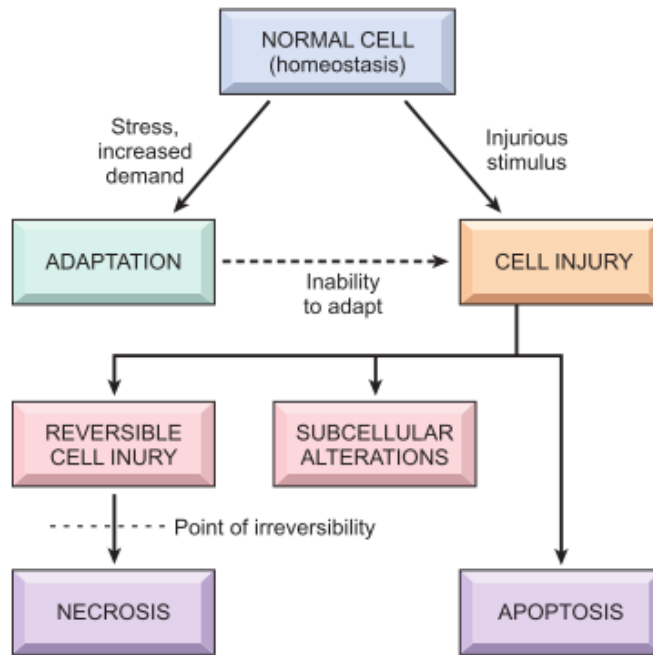 NORMAL CELL
(homeostasis)
Stress,
increased
demand
Injurious
stimulus
ADAPTATION
Inability
to adapt
CELL INJURY
REVERSIBLE
CELL INURY
SUBCELLULAR
ALTERATIONS
Point of irreversibility
NECROSIS
APOPTOSIS